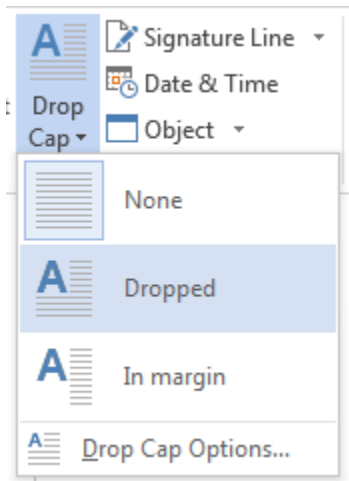 Signature Line
Date & Time
Object
Drop
Cap
None
Dropped
In margin
Drop Cap Options...